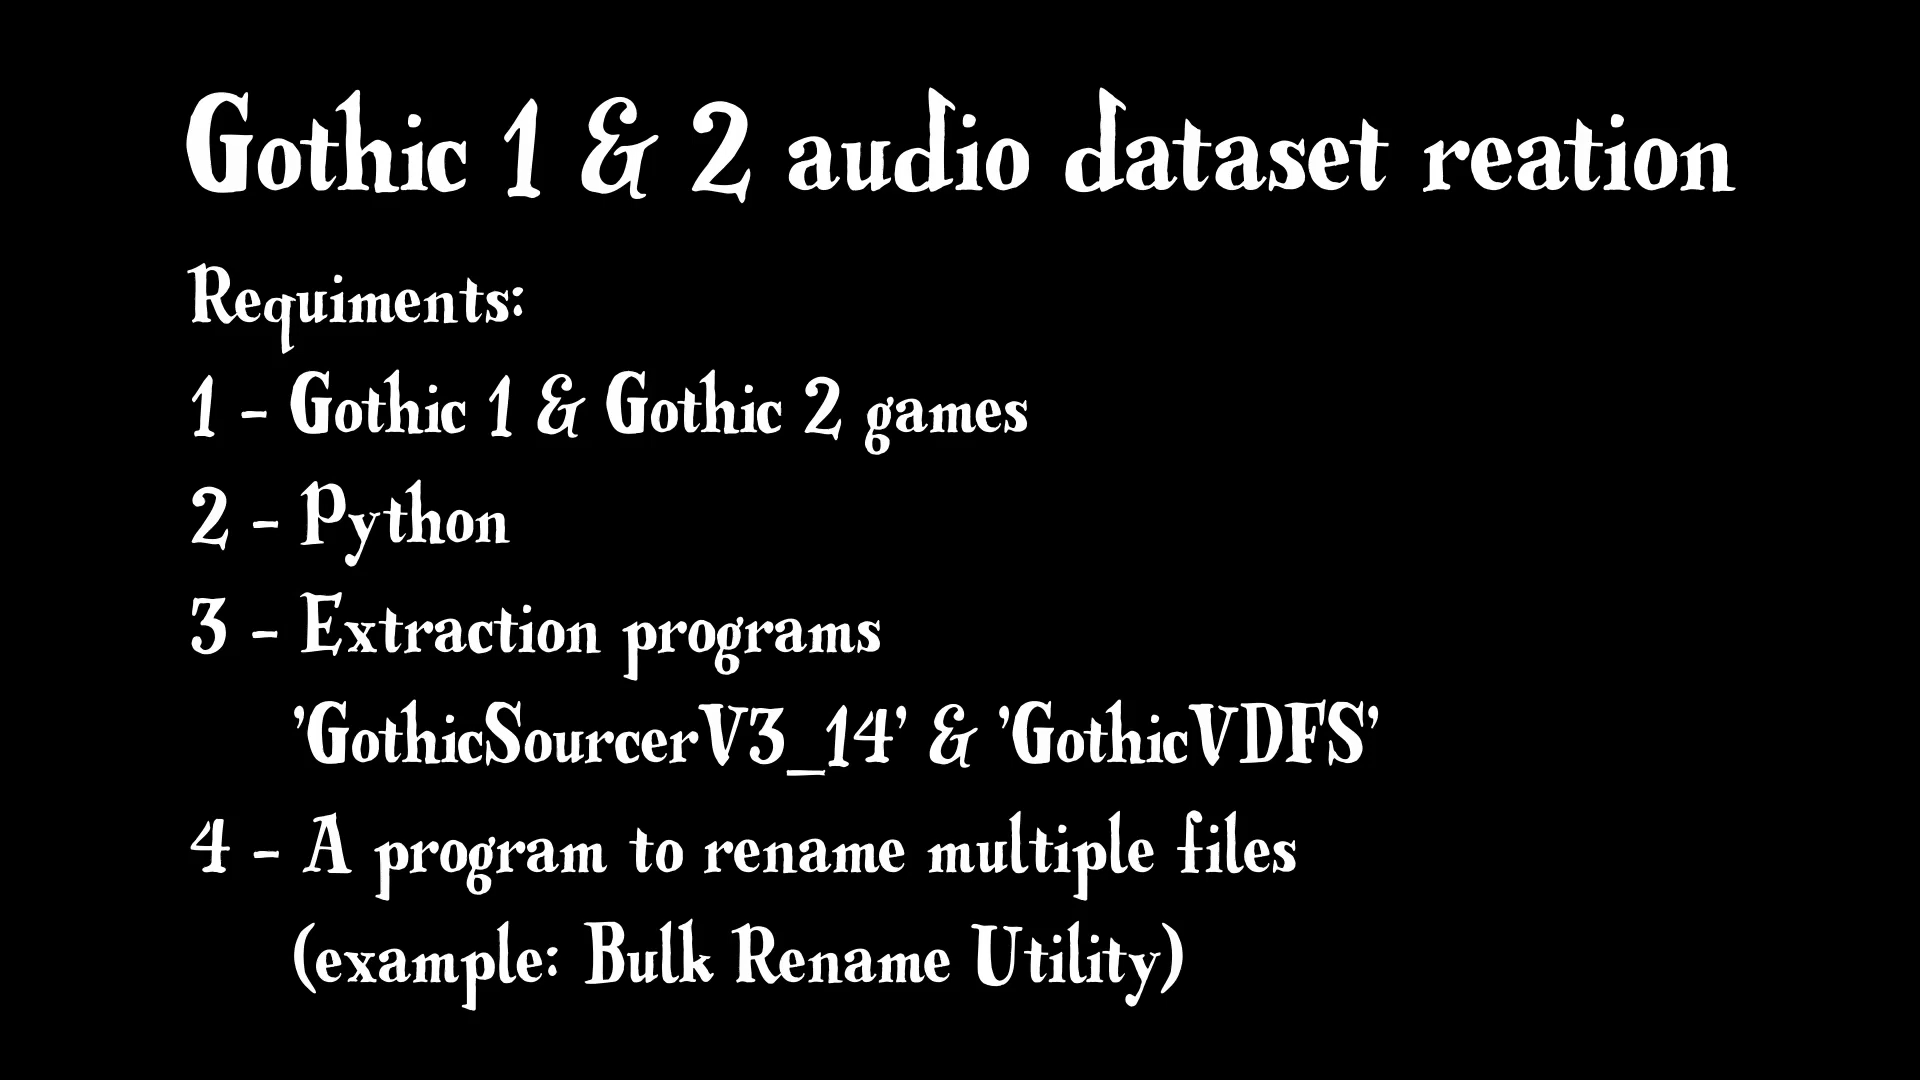 Gothic 1 & 2 audio dataset reation
Requiments:
1 - Gothic 1 & Gothic 2 games
2 - Python
3 - Extraction programs
'GothicSourcerV3_14' & 'GothicVDFS'
4 - A program to rename multiple files
(example: Bulk Rename Utility)